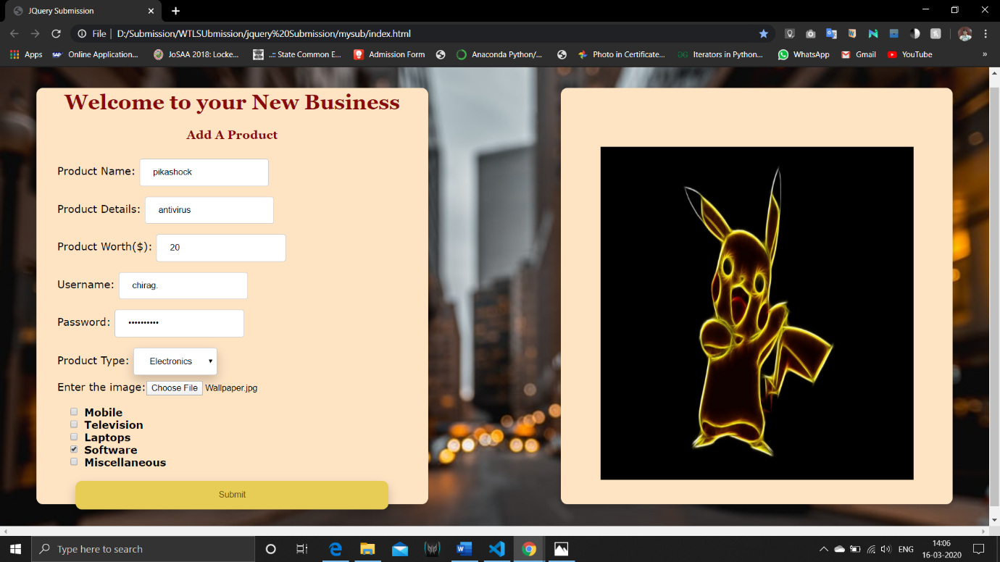 JQuery Submission
File | D:/Submission/WTLSUbmission/jquery%20Submission/mysub/index.html
Apps Online Application... JoSAA 2018: Locke... ..:: State Common E... Admission Form Anaconda Python/... Photo in Certificate... Iterators in Python... WhatsApp Gmail YouTube »
Welcome to your New Business
Add A Product
Product Name: pikashock
Product Details: antivirus
Product Worth($): 20
Username: chirag.
Password: ••••••••••
Product Type: Electronics
Enter the image: Choose File Wallpaper.jpg
Mobile
Television
Laptops
Software
Miscellaneous
Submit
Type here to search
ENG
14:06
16-03-2020